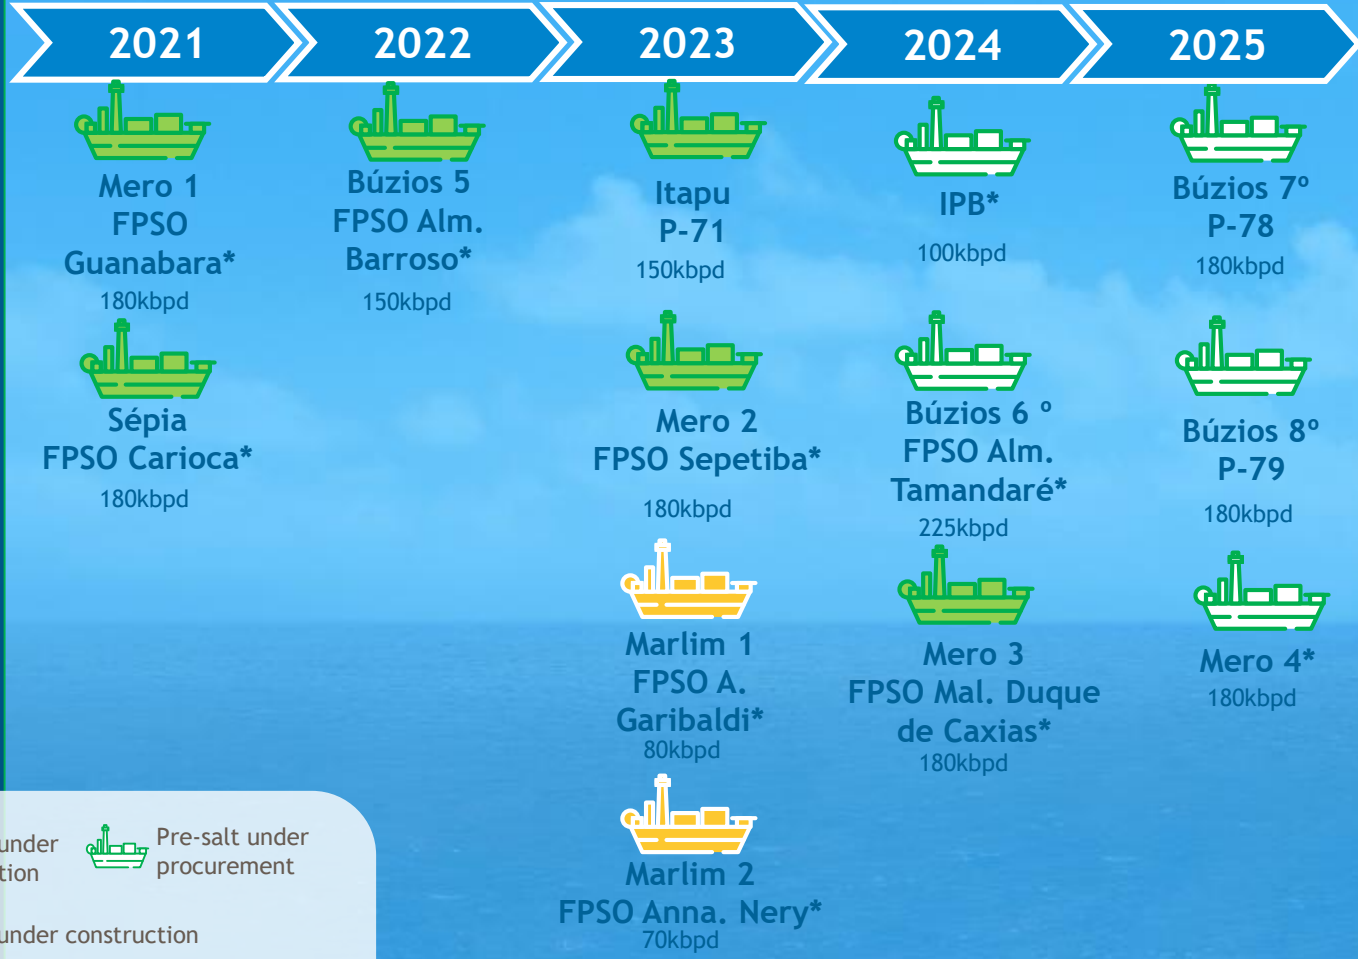 2021
2022
2023
2024
2025
Mero 1
FPSO
Guanabara*
180kbpd
Sépia
FPSO Carioca*
180kbpd
Búzios 5
FPSO Alm.
Barroso*
150kbpd
Itapu
P-71
150kbpd
Mero 2
FPSO Sepetiba*
180kbpd
Marlim 1
FPSO A.
Garibaldi*
80kbpd
Marlim 2
FPSO Anna. Nery*
70kbpd
IPB*
100kbpd
Búzios 6 º
FPSO Alm.
Tamandaré*
225kbpd
Mero 3
FPSO Mal. Duque
de Caxias*
180kbpd
Búzios 7º
P-78
180kbpd
Búzios 8º
P-79
180kbpd
Mero 4*
180kbpd
under
tion
Pre-salt under
procurement
under construction